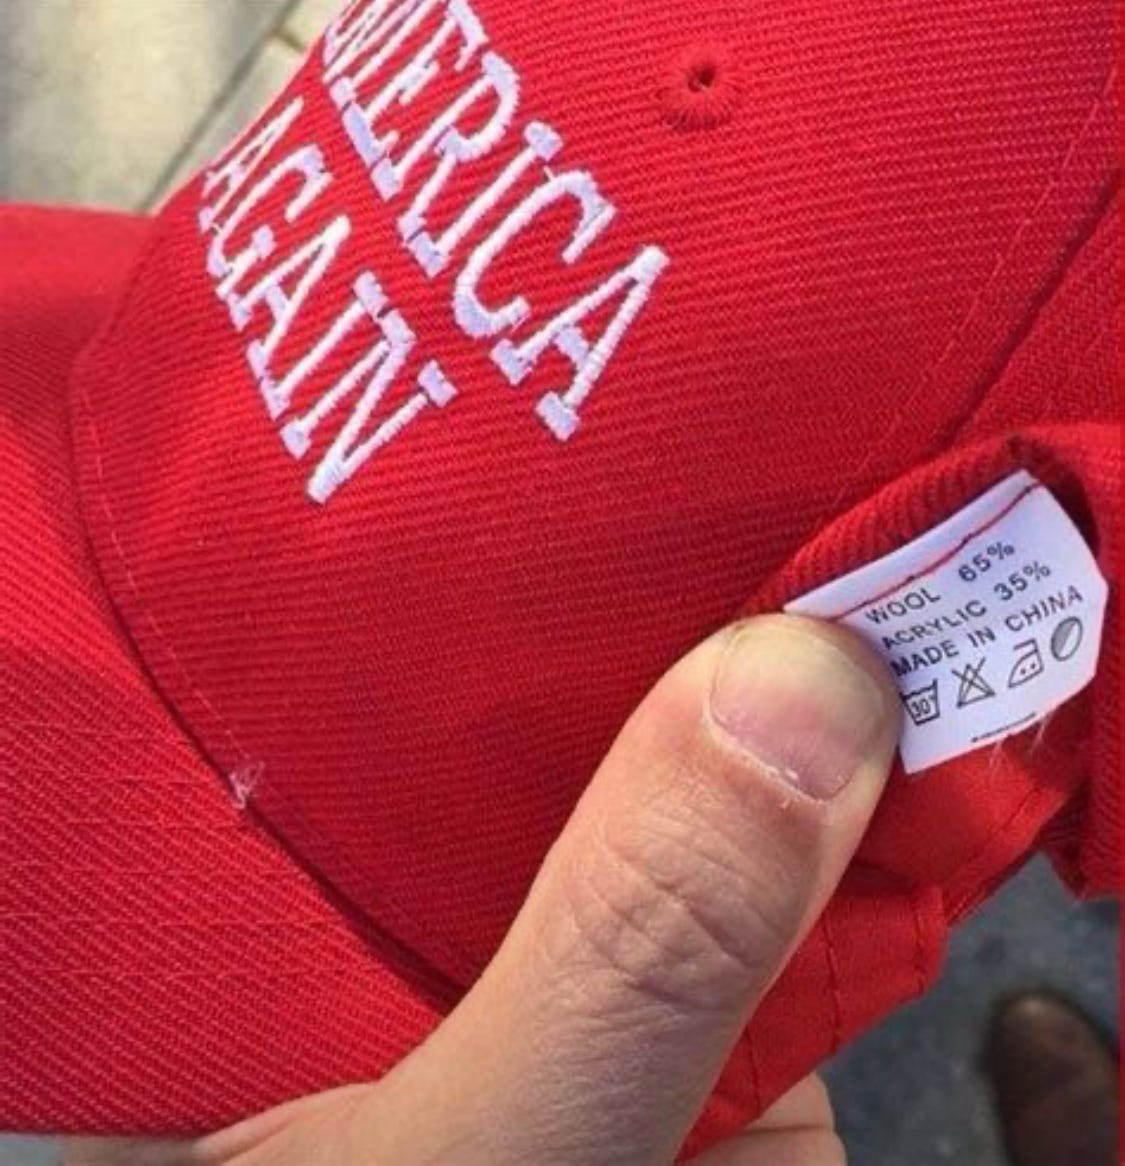 AMERICA
AGAIN
WOOL 65%
ACRYLIC 35%
MADE IN CHINA
30°